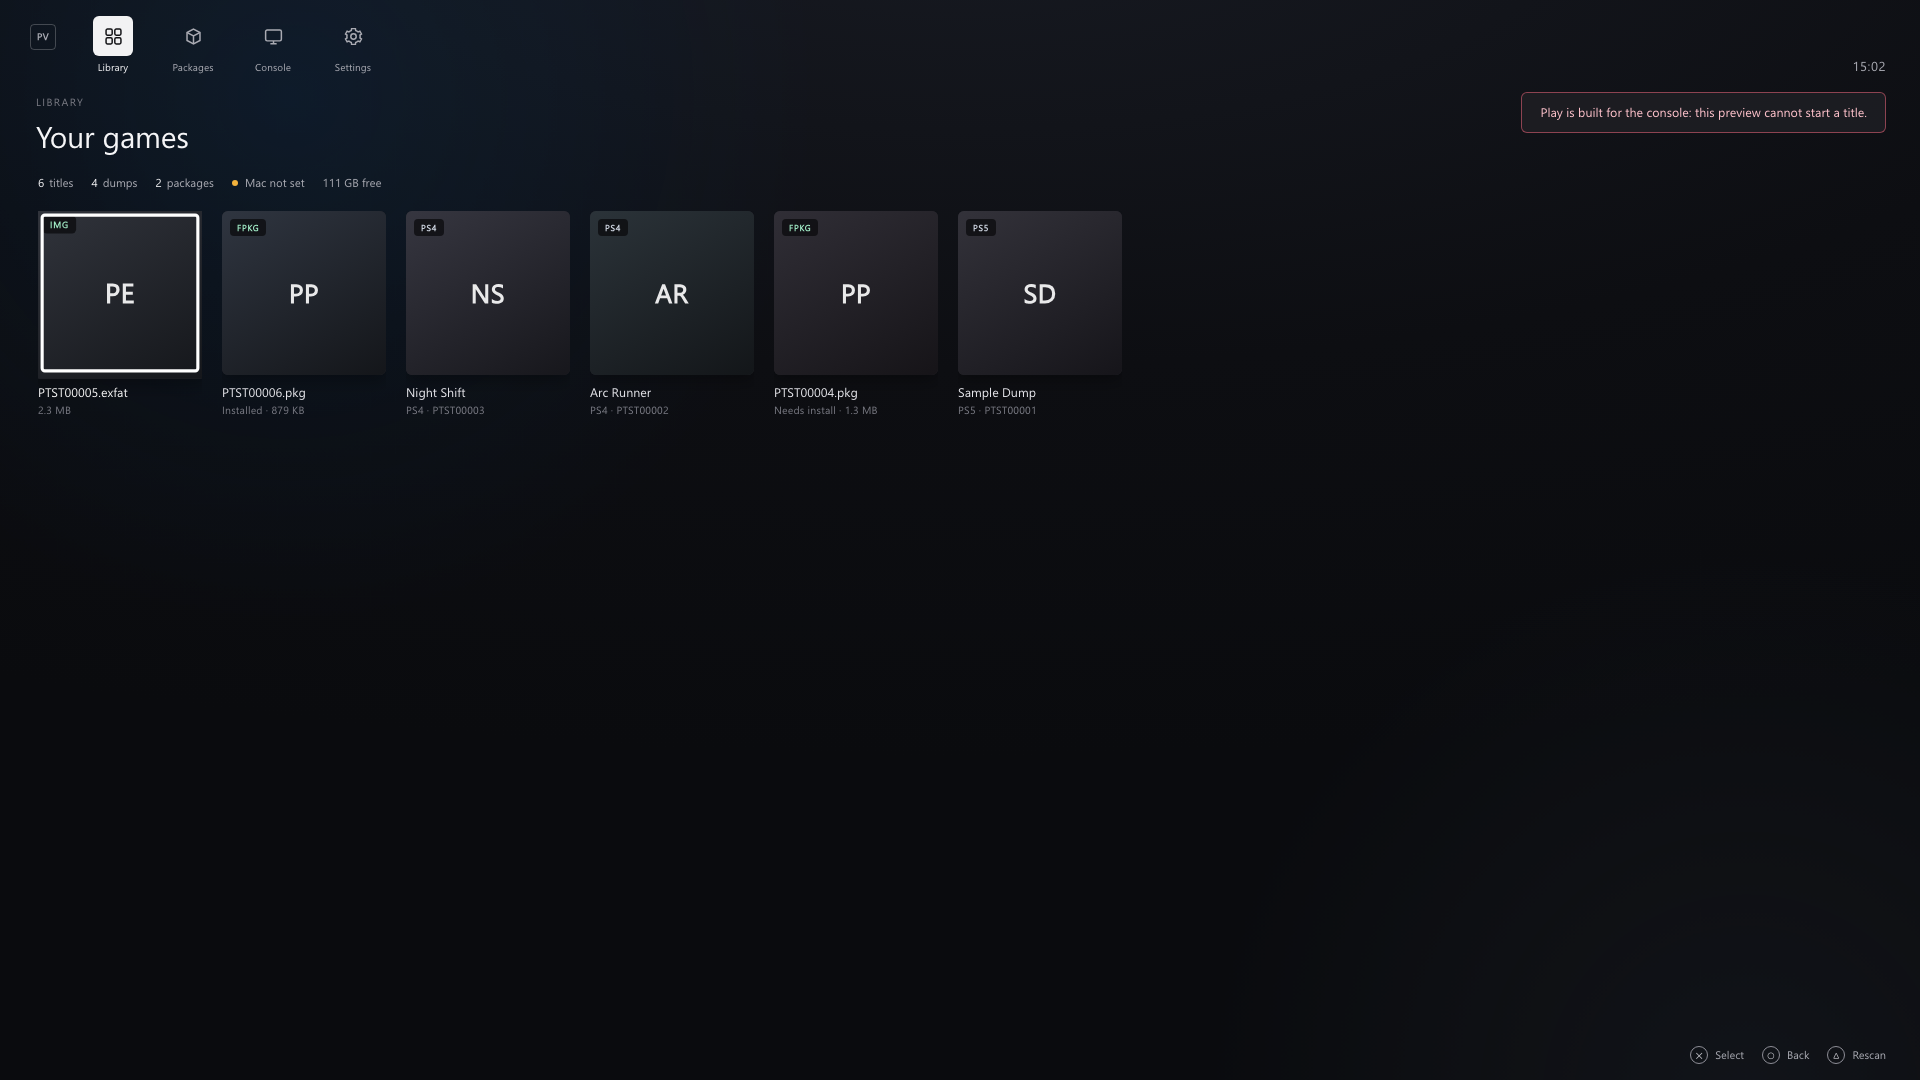 PV
Library
Packages
Console
Settings
15:02
LIBRARY
Play is built for the console: this preview cannot start a title.
Your games
6 titles 4 dumps 2 packages Mac not set 111 GB free
IMG
PE
PTST00005.exfat
2.3 MB
FPKG
PP
PTST00006.pkg
Installed · 879 KB
PS4
NS
Night Shift
PS4 · PTST00003
PS4
AR
Arc Runner
PS4 · PTST00002
FPKG
PP
PTST00004.pkg
Needs install · 1.3 MB
PS5
SD
Sample Dump
PS5 · PTST00001
Select Back Rescan